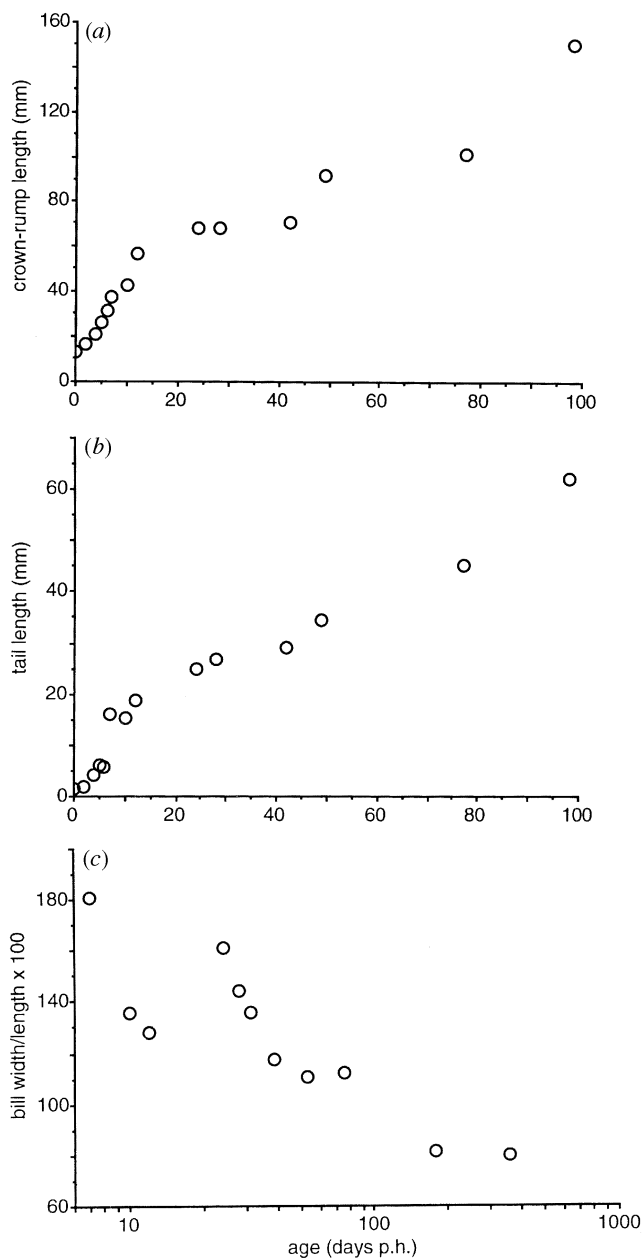 (a)
160
120
80
40
0
crown-rump length (mm)
0 20 40 60 80 100
(b)
60
40
20
0
tail length (mm)
0 20 40 60 80 100
(c)
180
140
100
60
bill width/length x 100
10 100 1000
age (days p.h.)